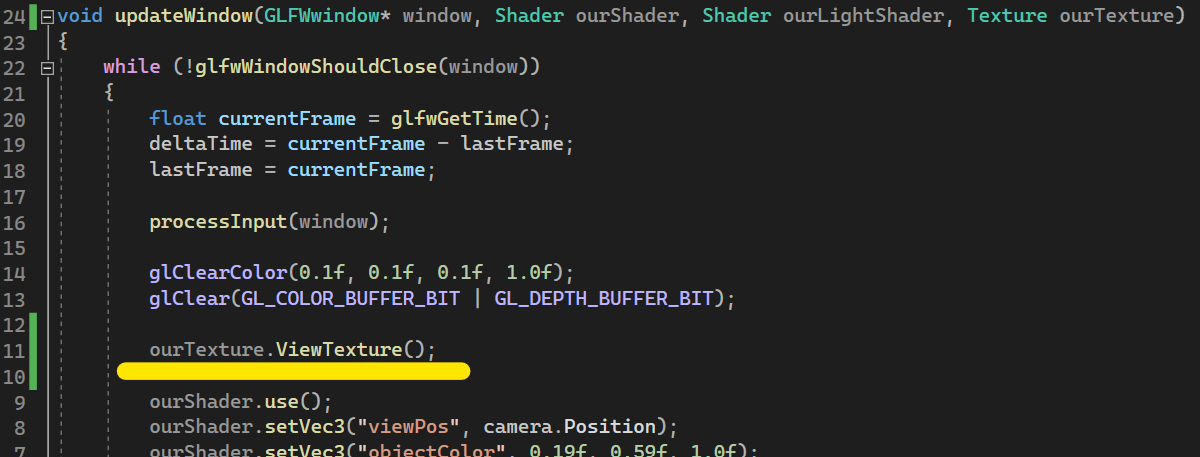 24 void updateWindow(GLFWwindow* window, Shader ourShader, Shader ourLightShader, Texture ourTexture)
23 {
22 while (!glfwWindowShouldClose(window))
21 {
20 float currentFrame = glfwGetTime();
19 deltaTime = currentFrame - lastFrame;
18 lastFrame = currentFrame;
17
16 processInput(window);
15
14 glClearColor(0.1f, 0.1f, 0.1f, 1.0f);
13 glClear(GL_COLOR_BUFFER_BIT | GL_DEPTH_BUFFER_BIT);
12
11 ourTexture.ViewTexture();
10
9 ourShader.use();
8 ourShader.setVec3("viewPos", camera.Position);
7 ourShader.setVec3("objectColor", 0.19f, 0.59f, 1.0f);